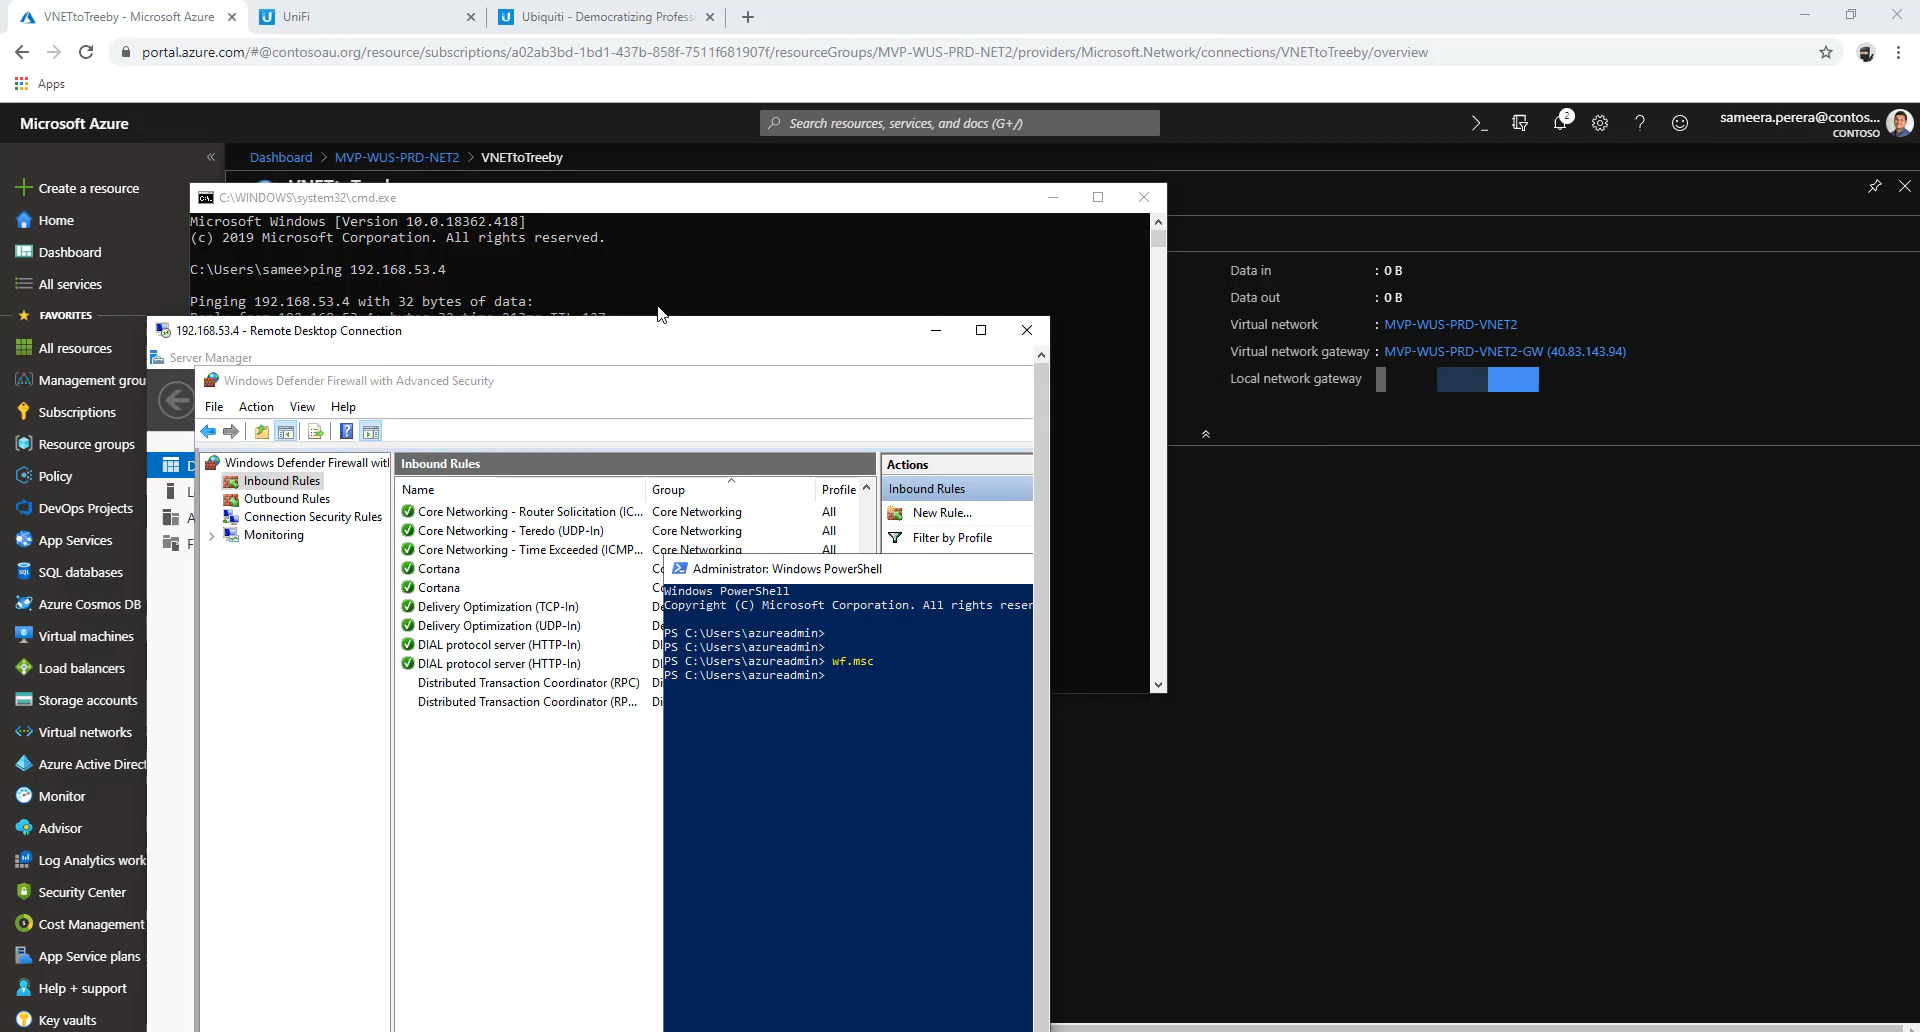 VNETtoTreeby - Microsoft Azure
UniFi
Ubiquiti - Democratizing Profess
portal.azure.com/#@contosoau.org/resource/subscriptions/a02ab3bd-1bd1-437b-858f-7511f681907f/resourceGroups/MVP-WUS-PRD-NET2/providers/Microsoft.Network/connections/VNETtoTreeby/overview
Apps
Microsoft Azure
Search resources, services, and docs (G+/)
2
sameera.perera@contos...
CONTOSO
Dashboard > MVP-WUS-PRD-NET2 > VNETtoTreeby
Create a resource
Home
Dashboard
All services
FAVORITES
All resources
Management grou
Subscriptions
Resource groups
Policy
DevOps Projects
App Services
SQL databases
Azure Cosmos DB
Virtual machines
Load balancers
Storage accounts
Virtual networks
Azure Active Direct
Monitor
Advisor
Log Analytics work
Security Center
Cost Management
App Service plans
Help + support
Key vaults
C:\WINDOWS\system32\cmd.exe
Microsoft Windows [Version 10.0.18362.418]
(c) 2019 Microsoft Corporation. All rights reserved.
C:\Users\samee>ping 192.168.53.4
Pinging 192.168.53.4 with 32 bytes of data:
Data in : 0 B
Data out : 0 B
Virtual network : MVP-WUS-PRD-VNET2
Virtual network gateway : MVP-WUS-PRD-VNET2-GW (40.83.143.94)
Local network gateway
192.168.53.4 - Remote Desktop Connection
Server Manager
Windows Defender Firewall with Advanced Security
File Action View Help
Windows Defender Firewall wit
Inbound Rules
Outbound Rules
Connection Security Rules
Monitoring
Inbound Rules
Name Group Profile
Core Networking - Router Solicitation (IC... Core Networking All
Core Networking - Teredo (UDP-In) Core Networking All
Core Networking - Time Exceeded (ICMP... Core Networking All
Cortana
Cortana
Delivery Optimization (TCP-In)
Delivery Optimization (UDP-In)
DIAL protocol server (HTTP-In)
DIAL protocol server (HTTP-In)
Distributed Transaction Coordinator (RPC)
Distributed Transaction Coordinator (RP...
Actions
Inbound Rules
New Rule...
Filter by Profile
Administrator: Windows PowerShell
Windows PowerShell
Copyright (C) Microsoft Corporation. All rights reser
PS C:\Users\azureadmin>
PS C:\Users\azureadmin>
PS C:\Users\azureadmin> wf.msc
PS C:\Users\azureadmin>